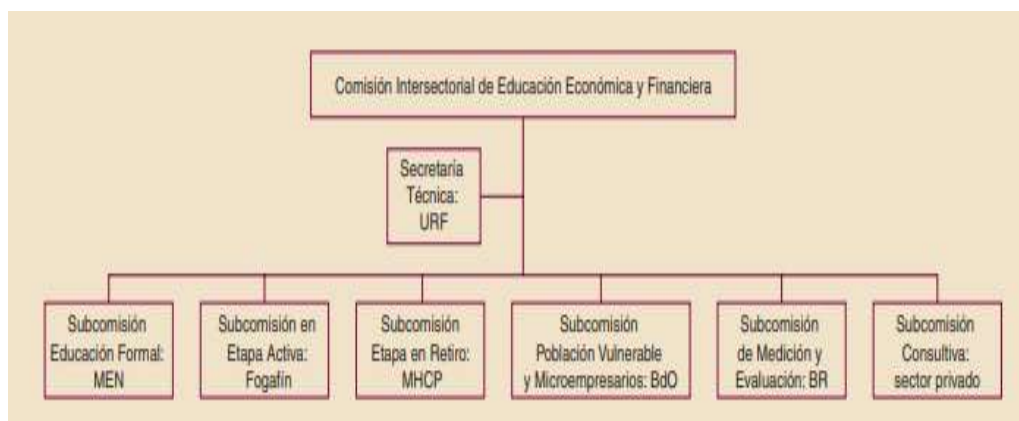 Comisión Intersectorial de Educación Económica y Financiera
Secretaría
Técnica:
URF
Subcomisión
Educación Formal:
MEN
Subcomisión en
Etapa Activa:
Fogafín
Subcomisión
Etapa en Retiro:
MHCP
Subcomisión
Población Vulnerable
y Microempresarios: BdO
Subcomisión
de Medición y
Evaluación: BR
Subcomisión
Consultiva:
sector privado